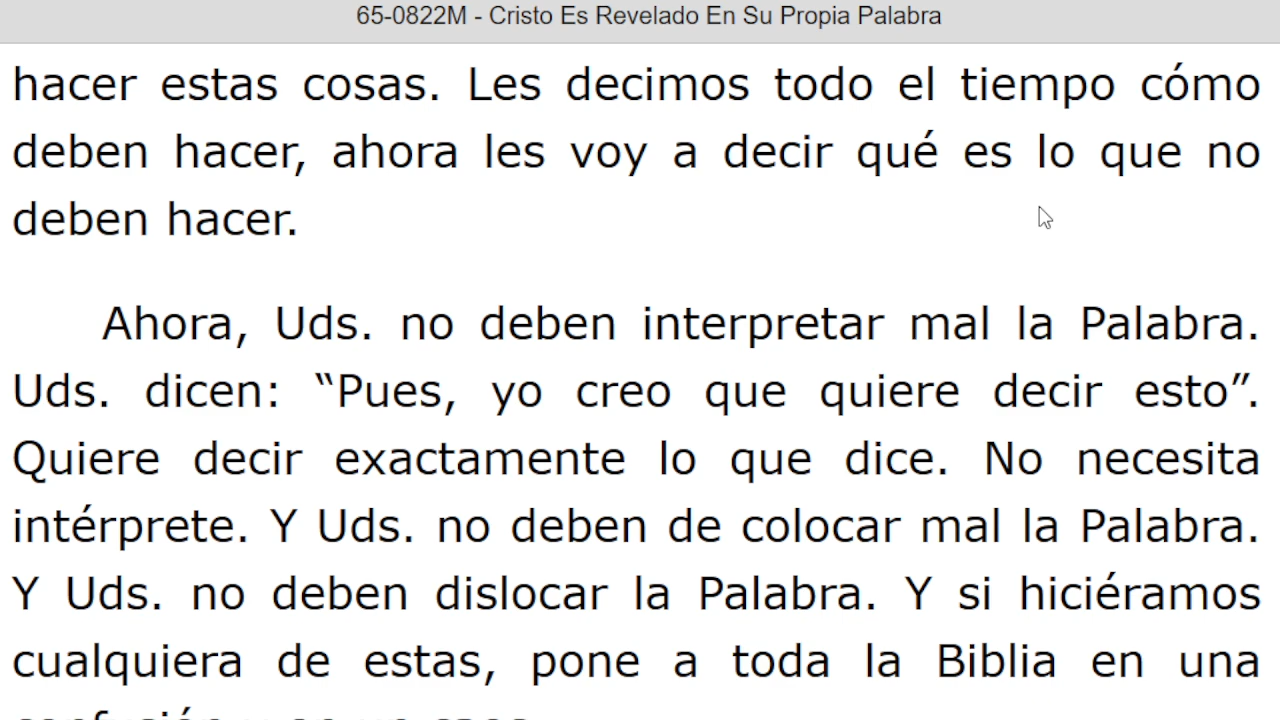 65-0822M - Cristo Es Revelado En Su Propia Palabra
hacer estas cosas. Les decimos todo el tiempo cómo
deben hacer, ahora les voy a decir qué es lo que no
deben hacer.
Ahora, Uds. no deben interpretar mal la Palabra.
Uds. dicen: “Pues, yo creo que quiere decir esto”.
Quiere decir exactamente lo que dice. No necesita
intérprete. Y Uds. no deben de colocar mal la Palabra.
Y Uds. no deben dislocar la Palabra. Y si hiciéramos
cualquiera de estas, pone a toda la Biblia en una
confusión y en un caos.